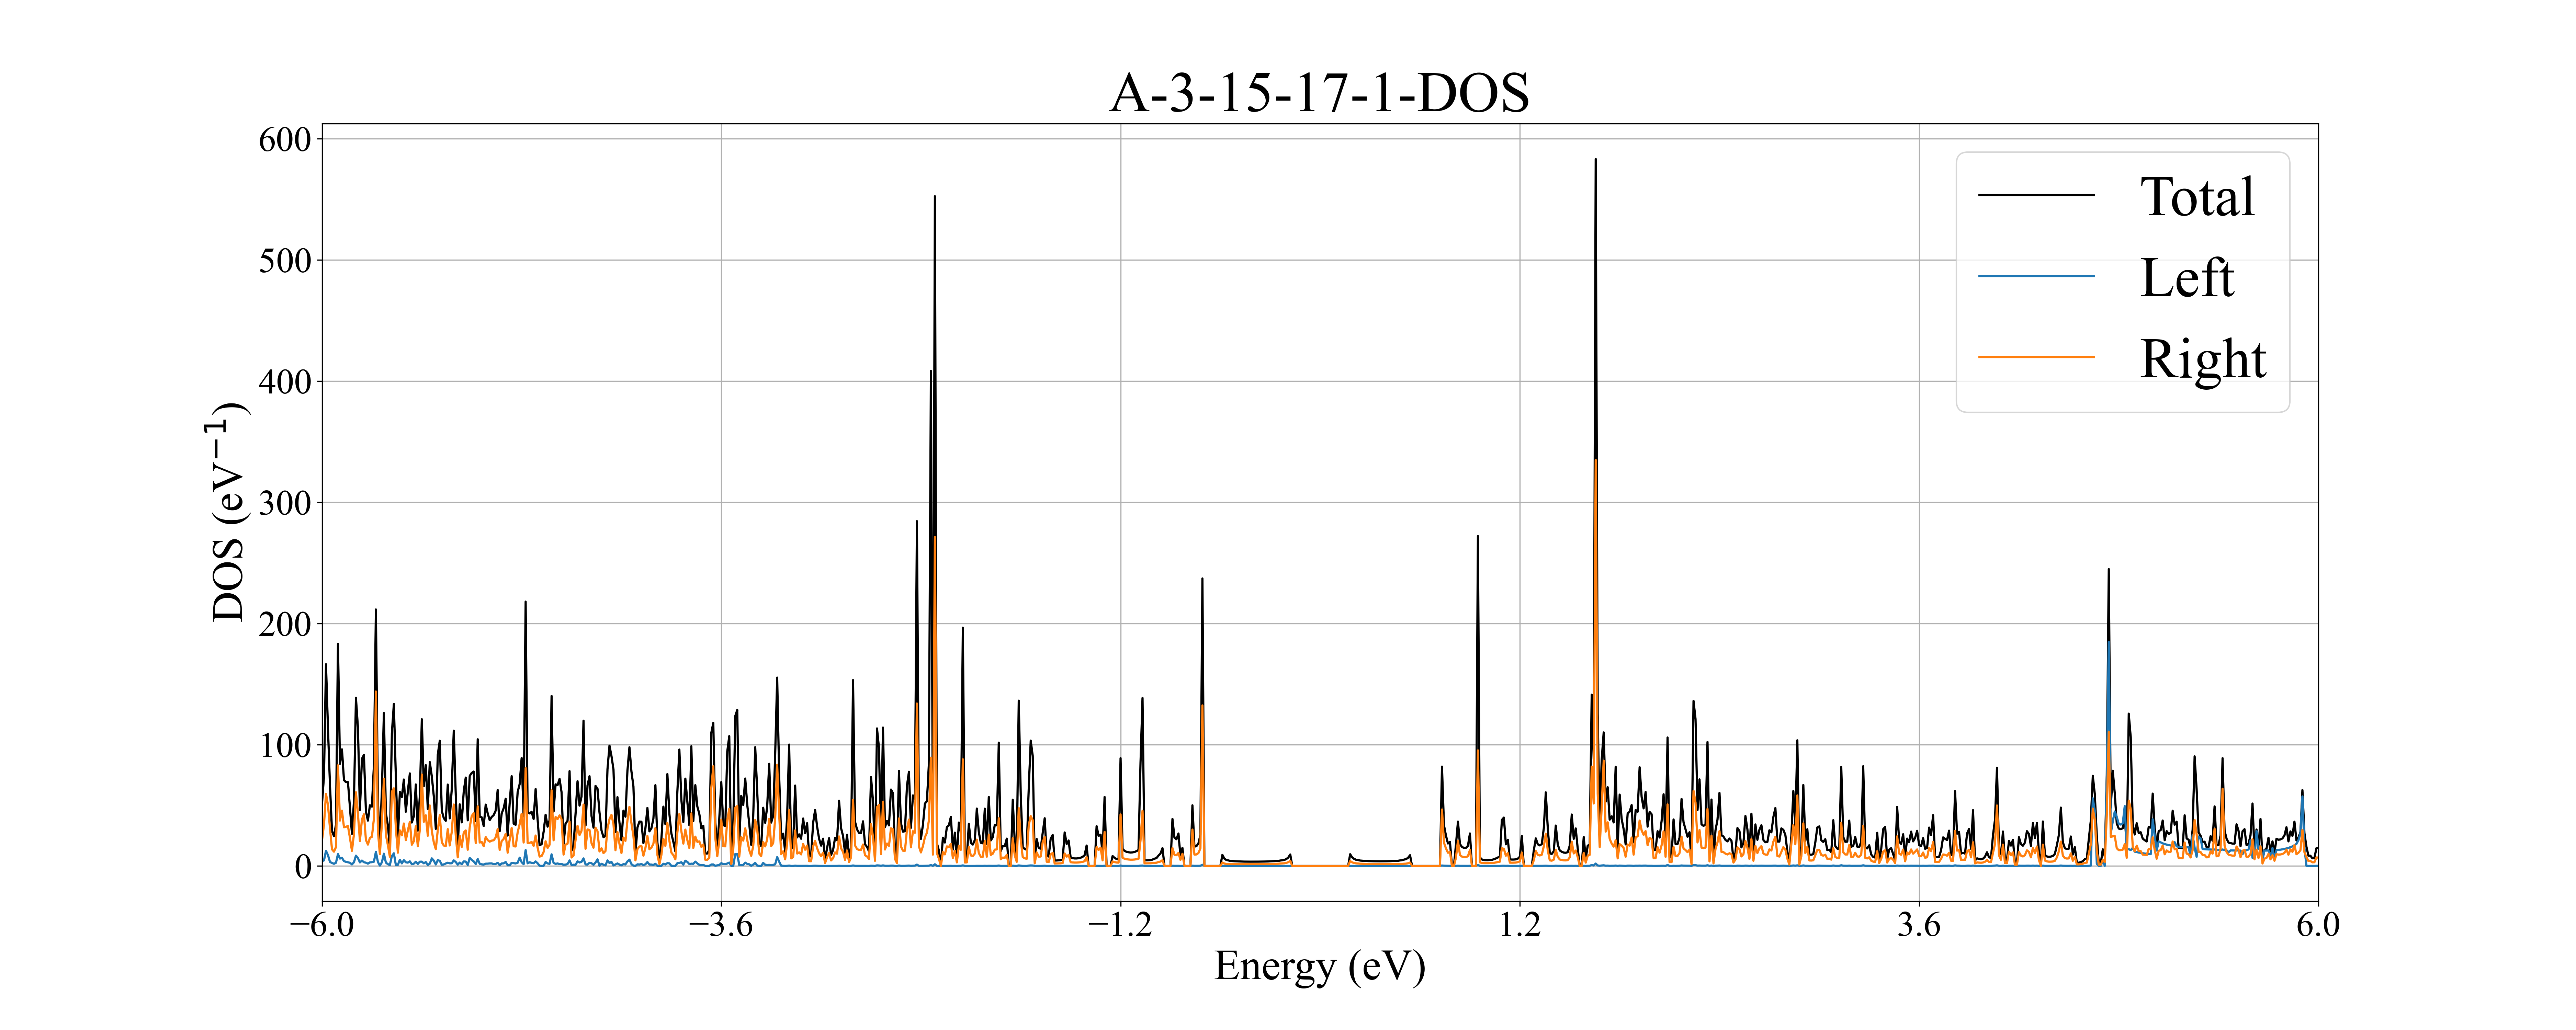 A-3-15-17-1-DOS
600
500
400
300
200
100
0
DOS (eV⁻¹)
Total
Left
Right
−6.0 −3.6 −1.2 1.2 3.6 6.0
Energy (eV)